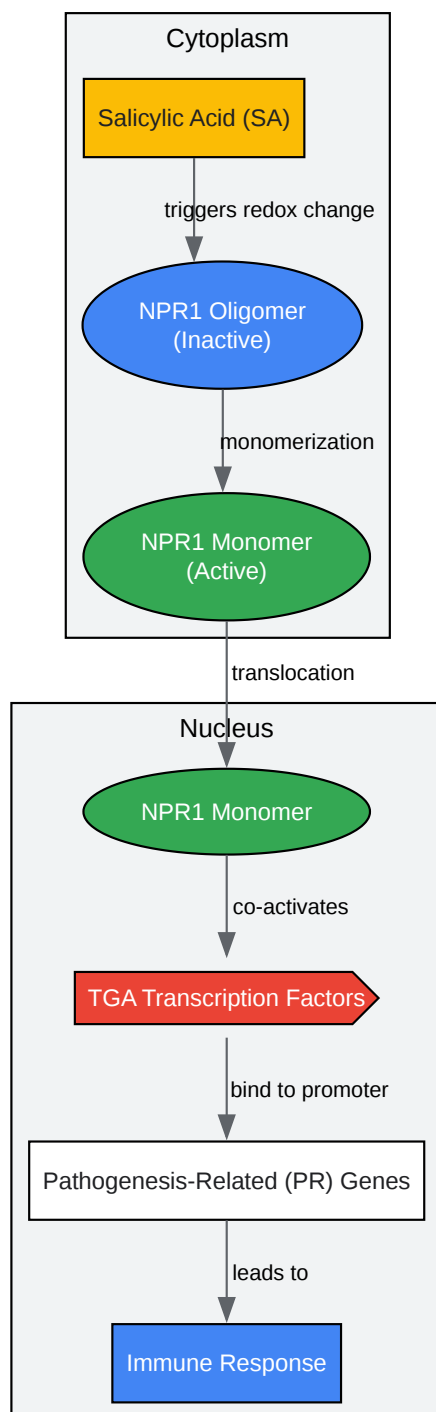 Cytoplasm
Salicylic Acid (SA)
triggers redox change
NPR1 Oligomer
(Inactive)
monomerization
NPR1 Monomer
(Active)
translocation
Nucleus
NPR1 Monomer
co-activates
TGA Transcription Factors
bind to promoter
Pathogenesis-Related (PR) Genes
leads to
Immune Response